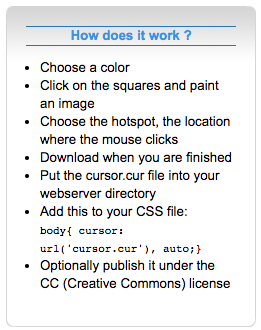 How does it work ?
• Choose a color
• Click on the squares and paint
an image
• Choose the hotspot, the location
where the mouse clicks
• Download when you are finished
• Put the cursor.cur file into your
webserver directory
• Add this to your CSS file:
body{ cursor:
url('cursor.cur'), auto;}
• Optionally publish it under the
CC (Creative Commons) license